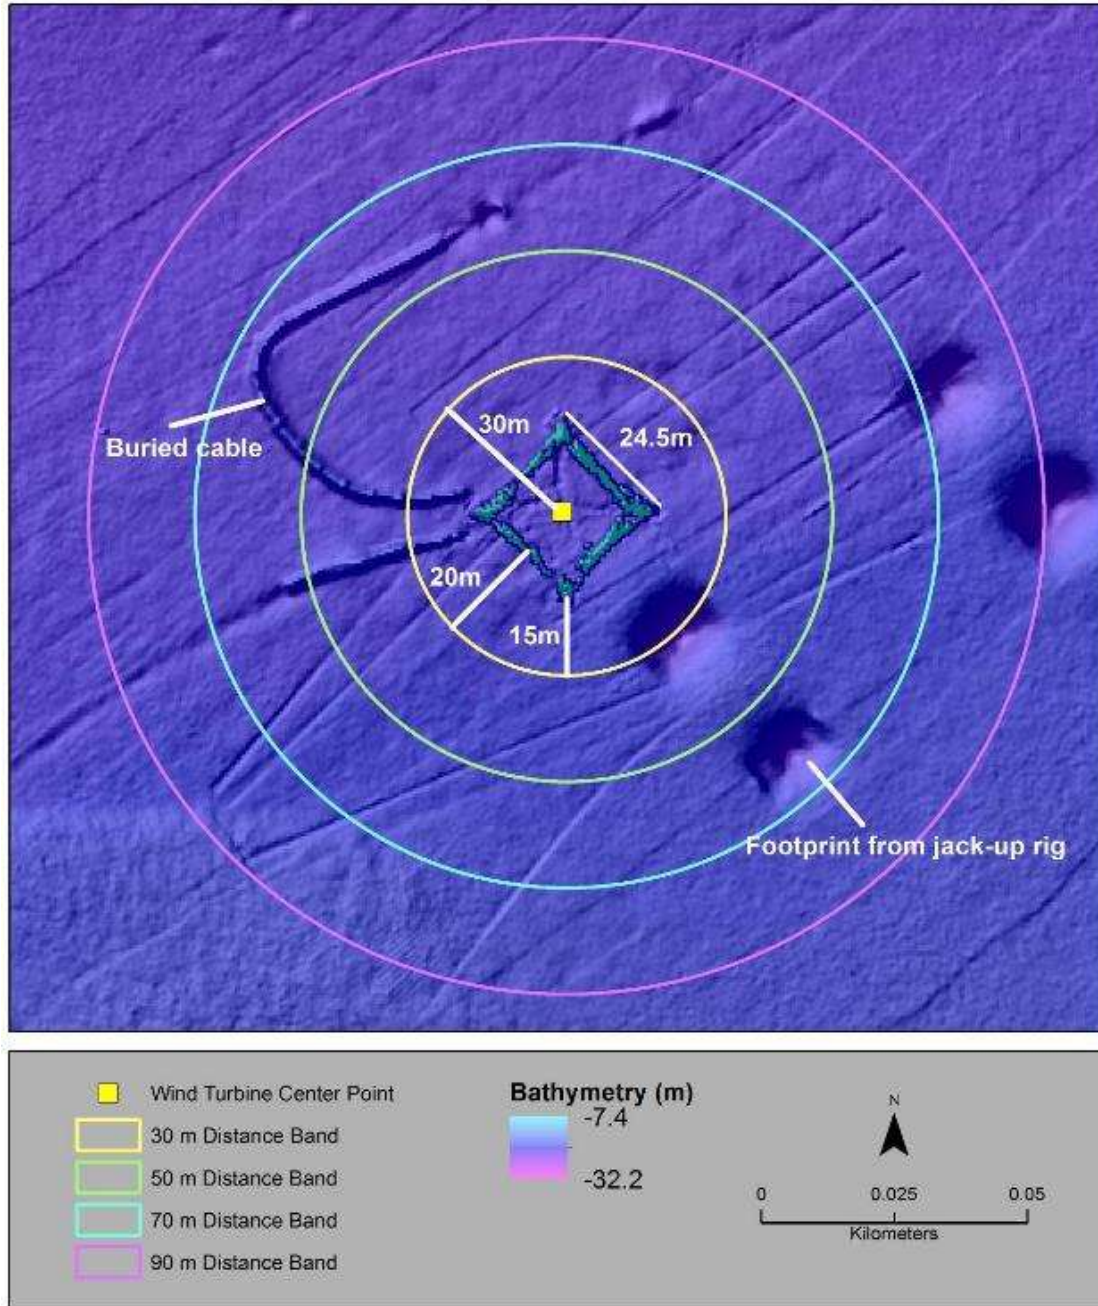 30m
24.5m
Buried cable
20m
15m
Footprint from jack-up rig
Wind Turbine Center Point
30 m Distance Band
50 m Distance Band
70 m Distance Band
90 m Distance Band
Bathymetry (m)
-7.4
-32.2
N
0 0.025 0.05
Kilometers